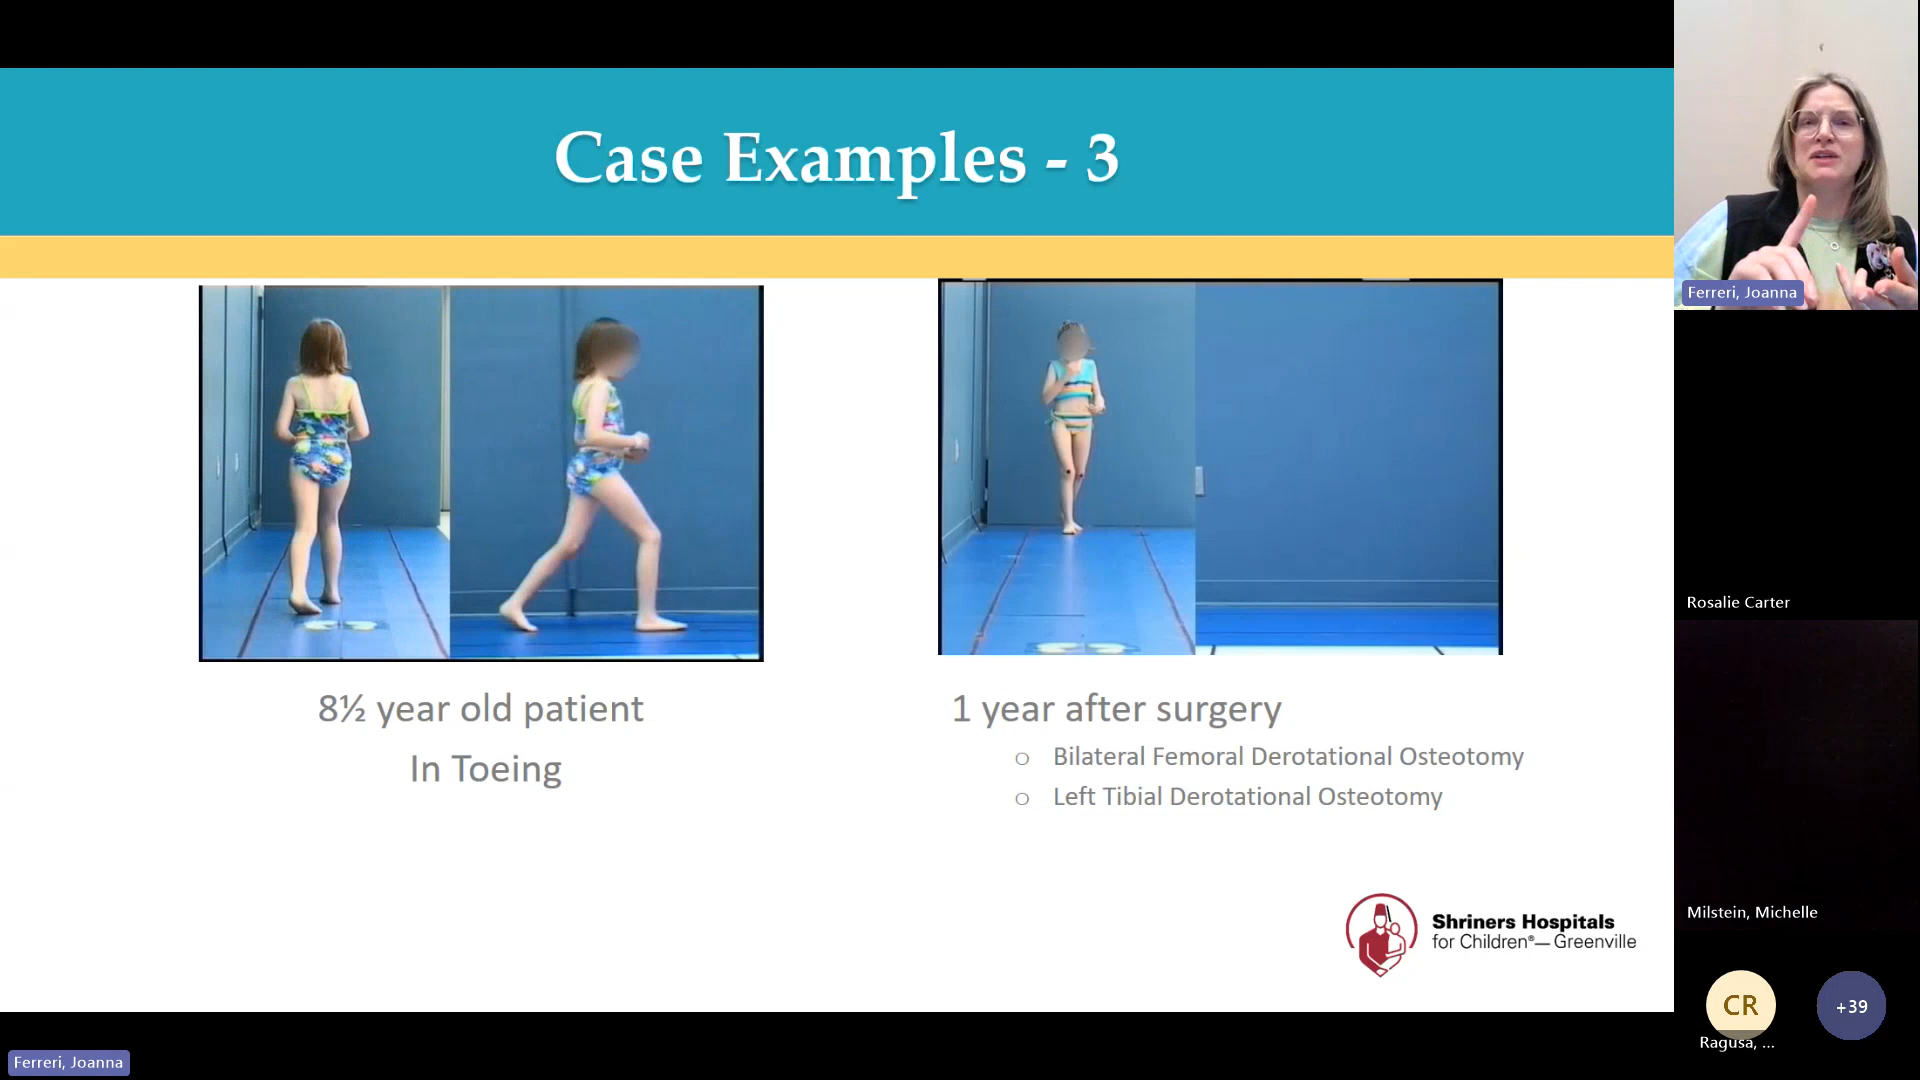 Case Examples - 3
8½ year old patient
In Toeing
1 year after surgery
Bilateral Femoral Derotational Osteotomy
Left Tibial Derotational Osteotomy
Shriners Hospitals
for Children®— Greenville
Ferreri, Joanna
Rosalie Carter
Milstein, Michelle
CR
+39
Ragusa, ...
Ferreri, Joanna